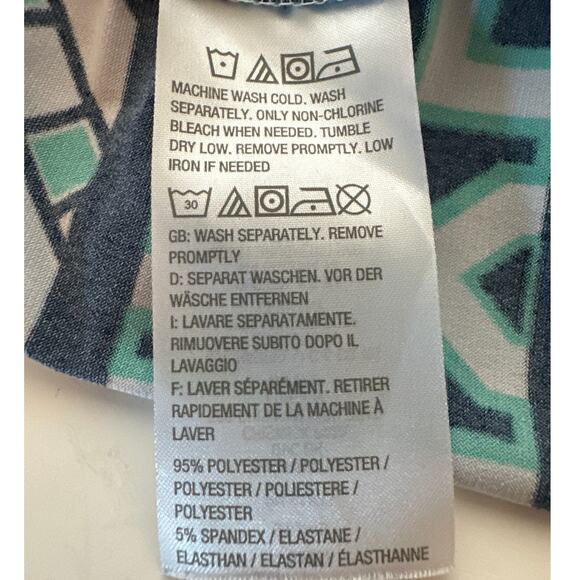 MACHINE WASH COLD. WASH
SEPARATELY. ONLY NON-CHLORINE
BLEACH WHEN NEEDED. TUMBLE
DRY LOW. REMOVE PROMPTLY. LOW
IRON IF NEEDED
30
GB: WASH SEPARATELY. REMOVE
PROMPTLY
D: SEPARAT WASCHEN. VOR DER
WÄSCHE ENTFERNEN
I: LAVARE SEPARATAMENTE.
RIMUOVERE SUBITO DOPO IL
LAVAGGIO
F: LAVER SÉPARÉMENT. RETIRER
RAPIDEMENT DE LA MACHINE À
LAVER
95% POLYESTER / POLYESTER /
POLYESTER / POLIESTERE /
POLYESTER
5% SPANDEX / ELASTANE /
ELASTHAN / ELASTAN / ÉLASTHANNE